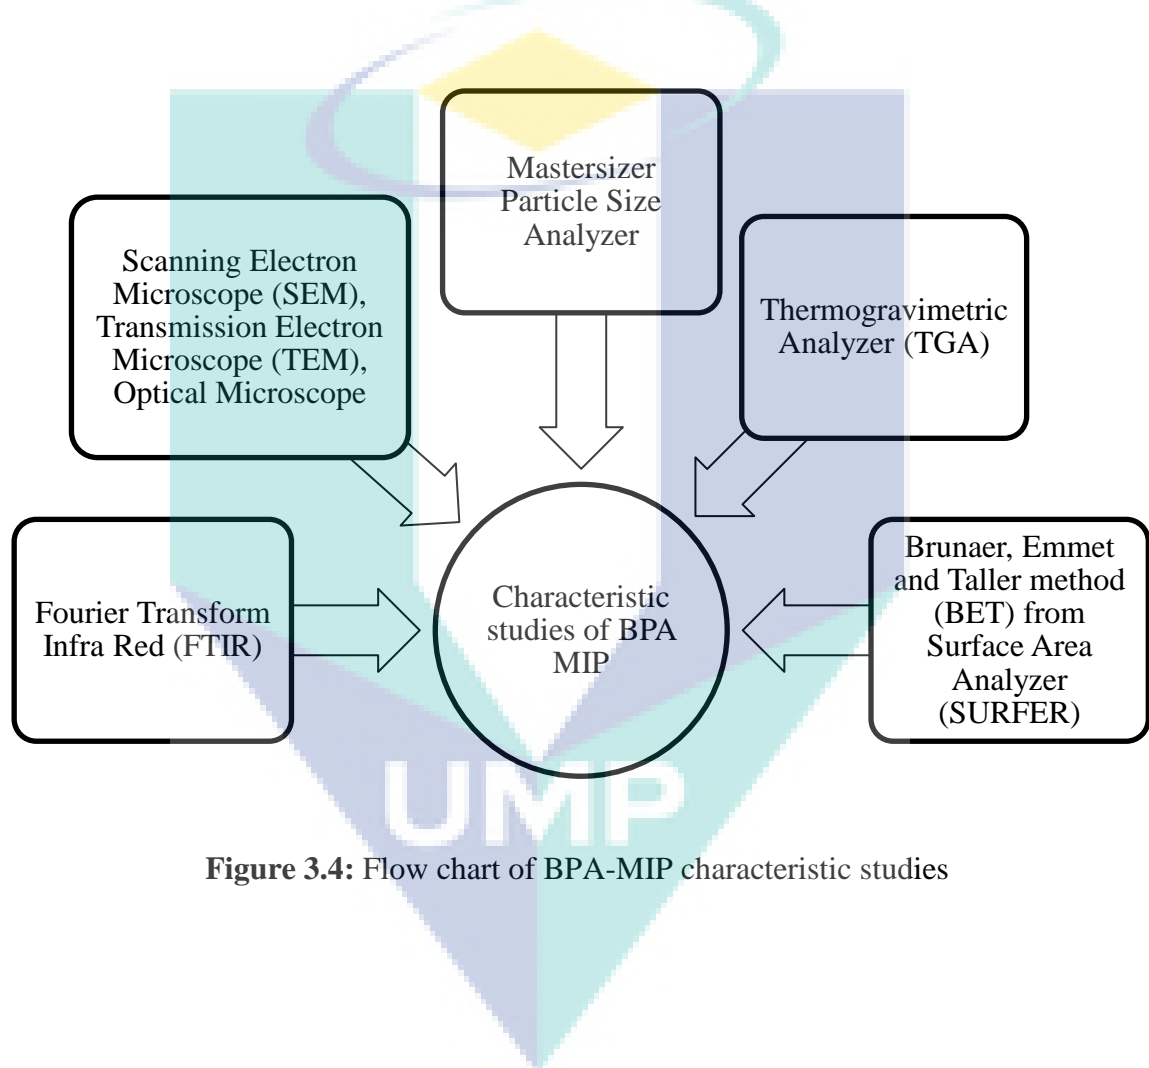 Mastersizer
Particle Size
Analyzer
Scanning Electron
Microscope (SEM),
Transmission Electron
Microscope (TEM),
Optical Microscope
Thermogravimetric
Analyzer (TGA)
Fourier Transform
Infra Red (FTIR)
Characteristic
studies of BPA
MIP
Brunaer, Emmet
and Taller method
(BET) from
Surface Area
Analyzer
(SURFER)
UMP
Figure 3.4: Flow chart of BPA-MIP characteristic studies